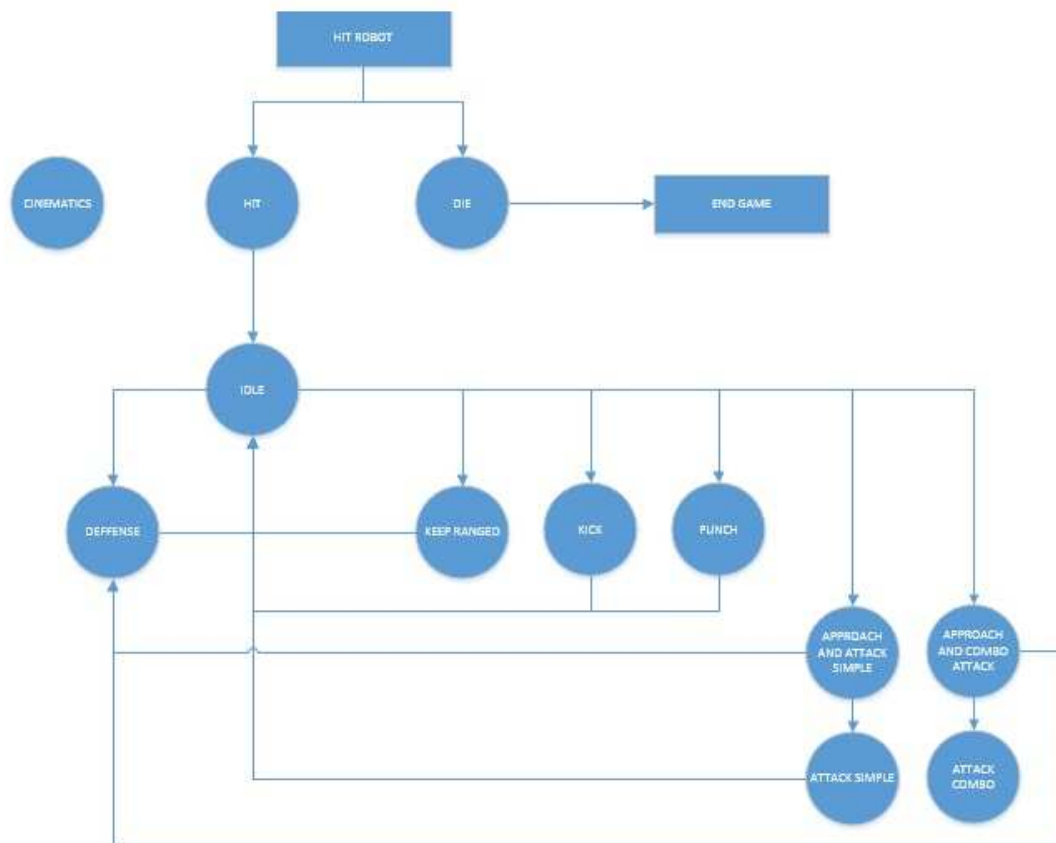 HIT ROBOT
CINEMATICS
HIT
DIE
END GAME
IDLE
DEFFENSE
KEEP RANGED
KICK
PUNCH
APPROACH
AND ATTACK
SIMPLE
APPROACH
AND COMBO
ATTACK
ATTACK SIMPLE
ATTACK
COMBO